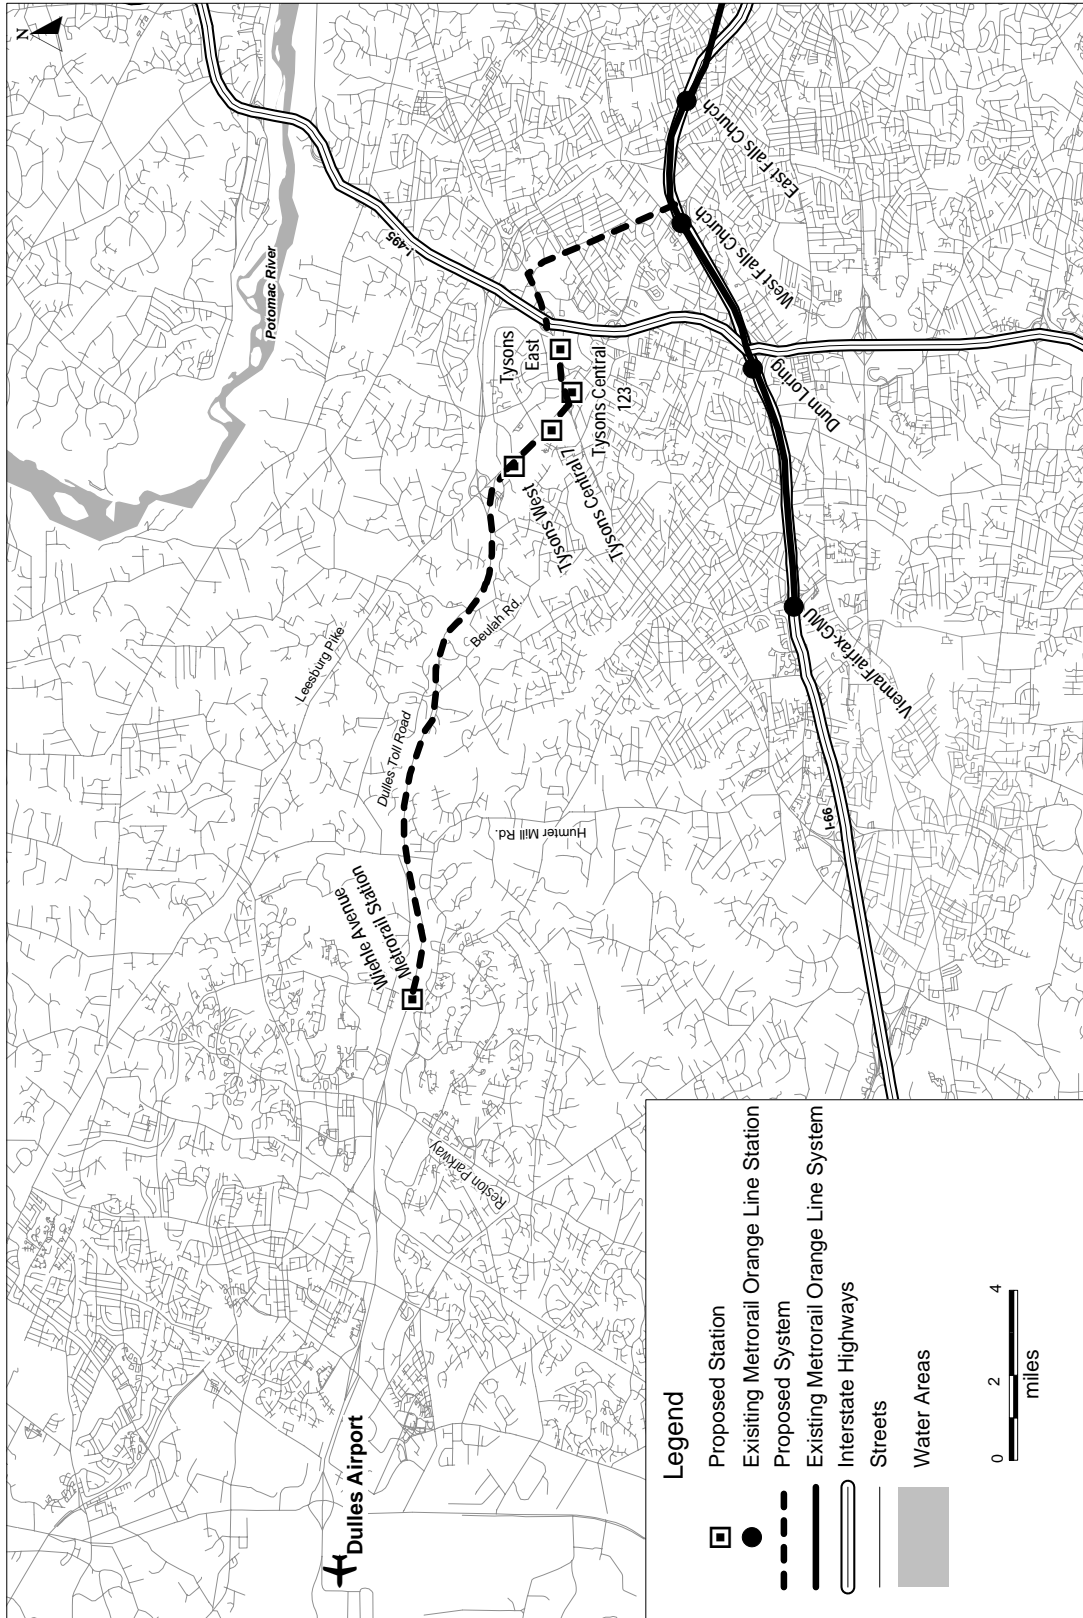 N
I-495
Potomac River
East Falls Church
West Falls Church
Tysons
East
Tysons Central
123
Dunn Loring
Tysons Central 7
Tysons West
Beulah Rd.
Leesburg Pike
Vienna/Fairfax-GMU
Dulles Toll Road
Humter Mill Rd.
I-66
Wiehle Avenue
Metrorail Station
Reston Parkway
Dulles Airport
Legend
Proposed Station
Exisiting Metrorail Orange Line Station
Proposed System
Existing Metrorail Orange Line System
Interstate Highways
Streets
Water Areas
0 2 4
miles